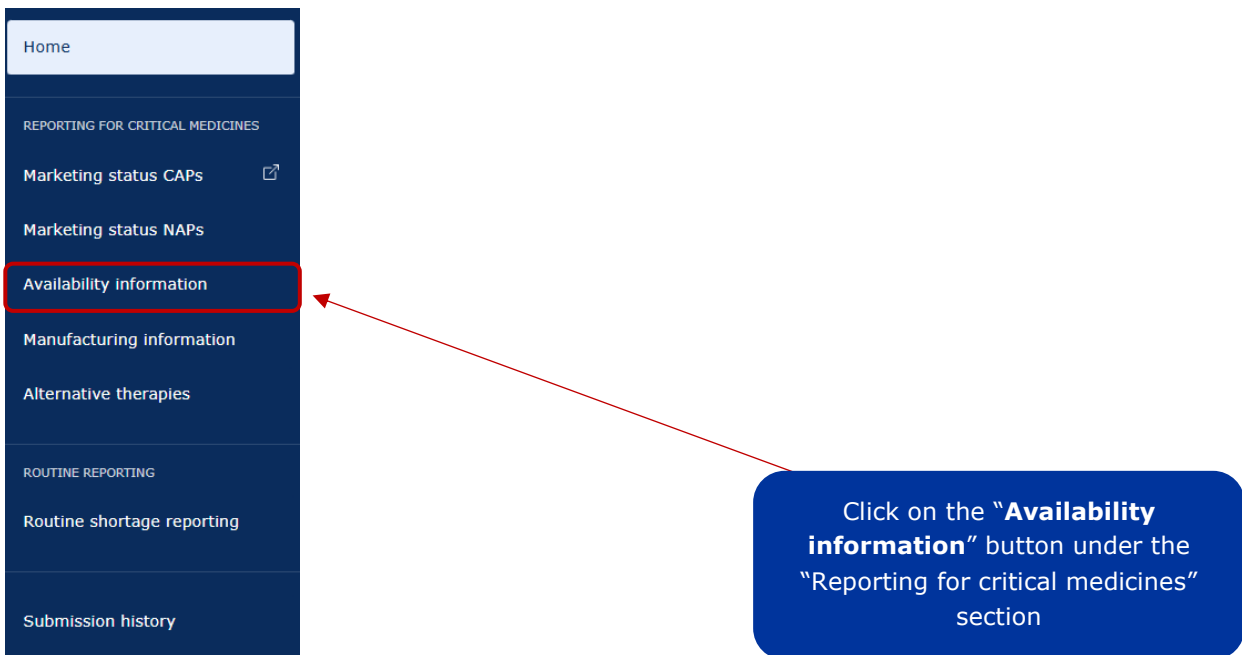 Home
REPORTING FOR CRITICAL MEDICINES
Marketing status CAPs
Marketing status NAPs
Availability information
Manufacturing information
Alternative therapies
ROUTINE REPORTING
Routine shortage reporting
Submission history
Click on the “Availability
information” button under the
“Reporting for critical medicines”
section